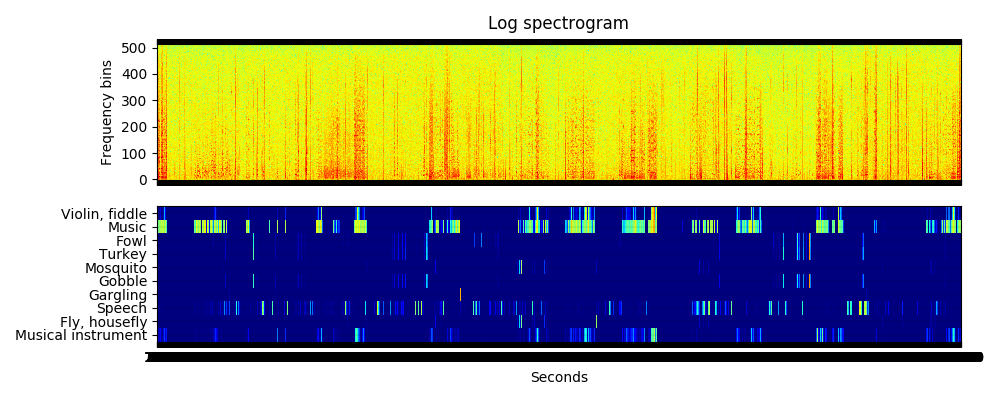 Log spectrogram
500
400
300
200
100
0
Frequency bins
Violin, fiddle
Music
Fowl
Turkey
Mosquito
Gobble
Gargling
Speech
Fly, housefly
Musical instrument
Seconds